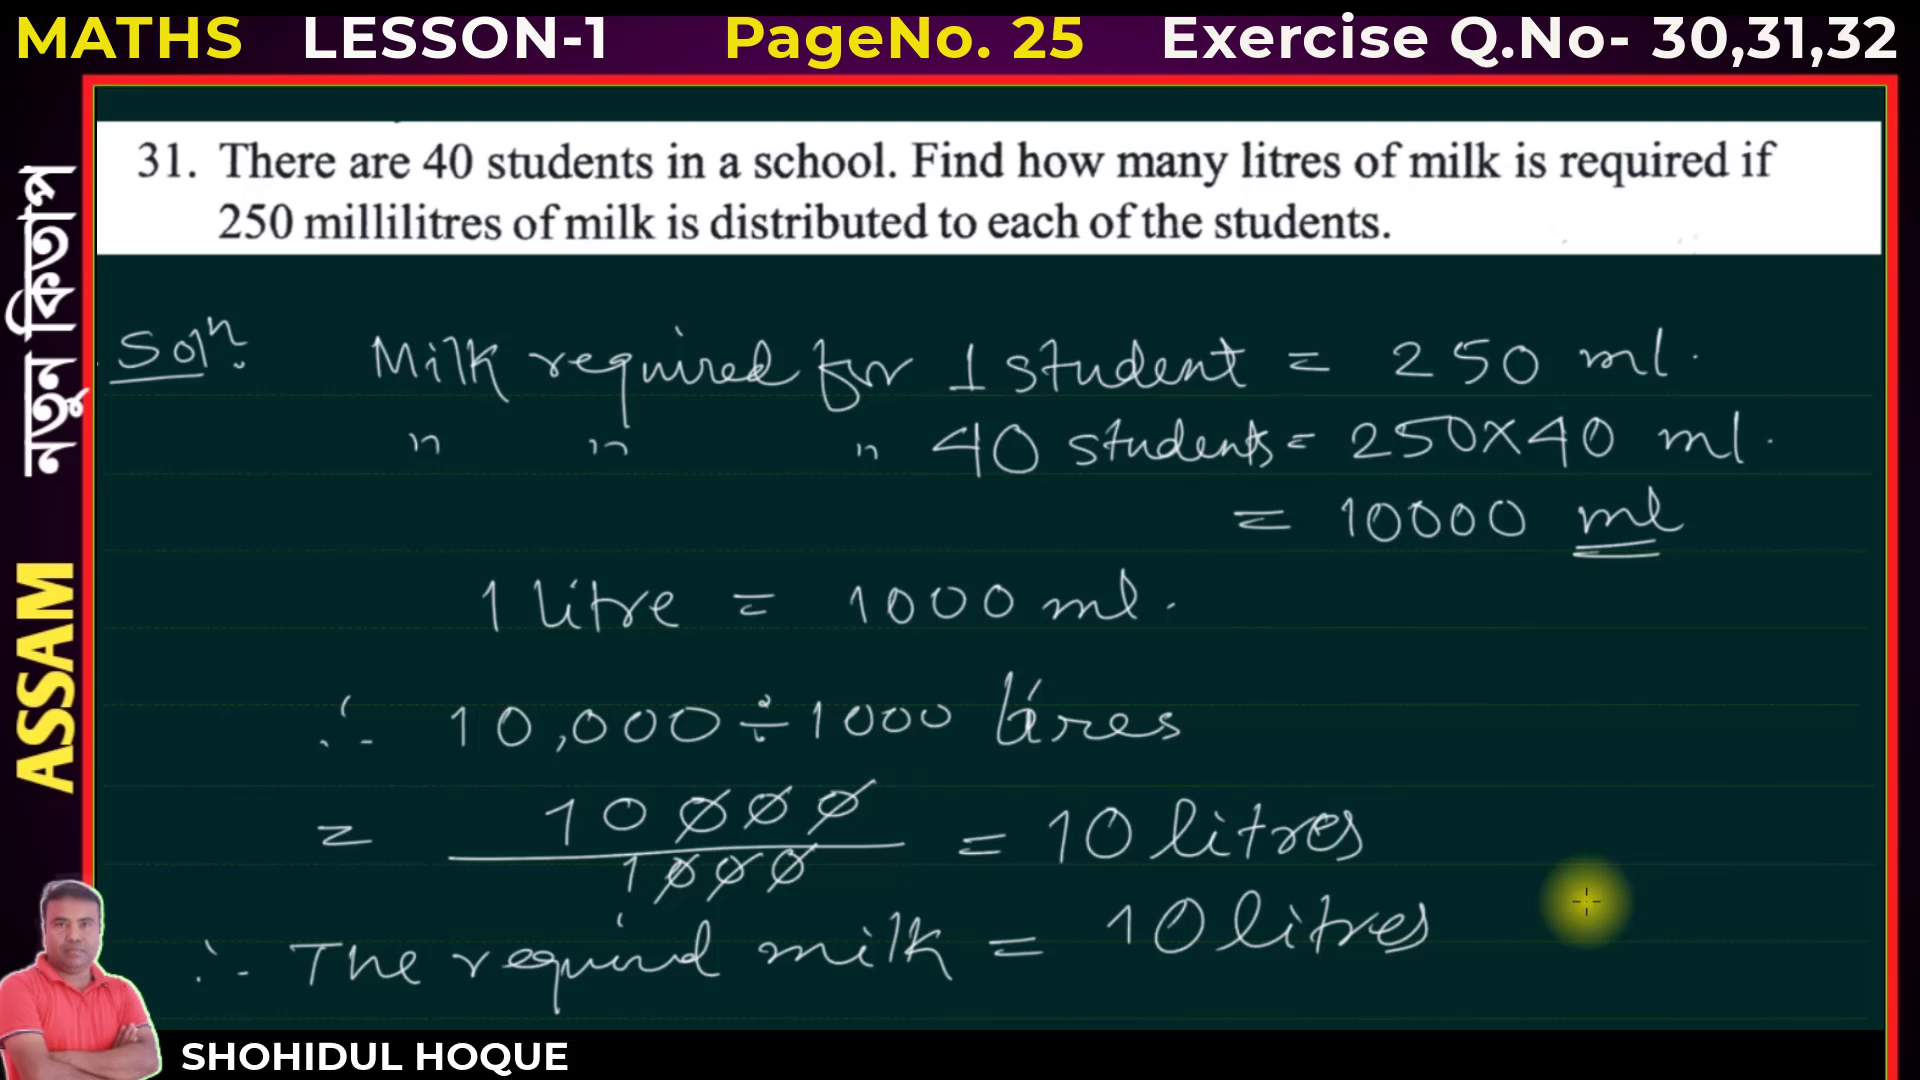 MATHS LESSON-1 PageNo. 25 Exercise Q.No- 30,31,32
31. There are 40 students in a school. Find how many litres of milk is required if
250 millilitres of milk is distributed to each of the students.
Solⁿ. Milk required for 1 student = 250 ml.
" " " 40 students = 250×40 ml.
= 10000 ml
1 litre = 1000 ml.
∴ 10,000 ÷ 1000 litres
= 10000
1000
= 10 litres
∴ The required milk = 10 litres
নতুন কিতাপ
ASSAM
SHOHIDUL HOQUE